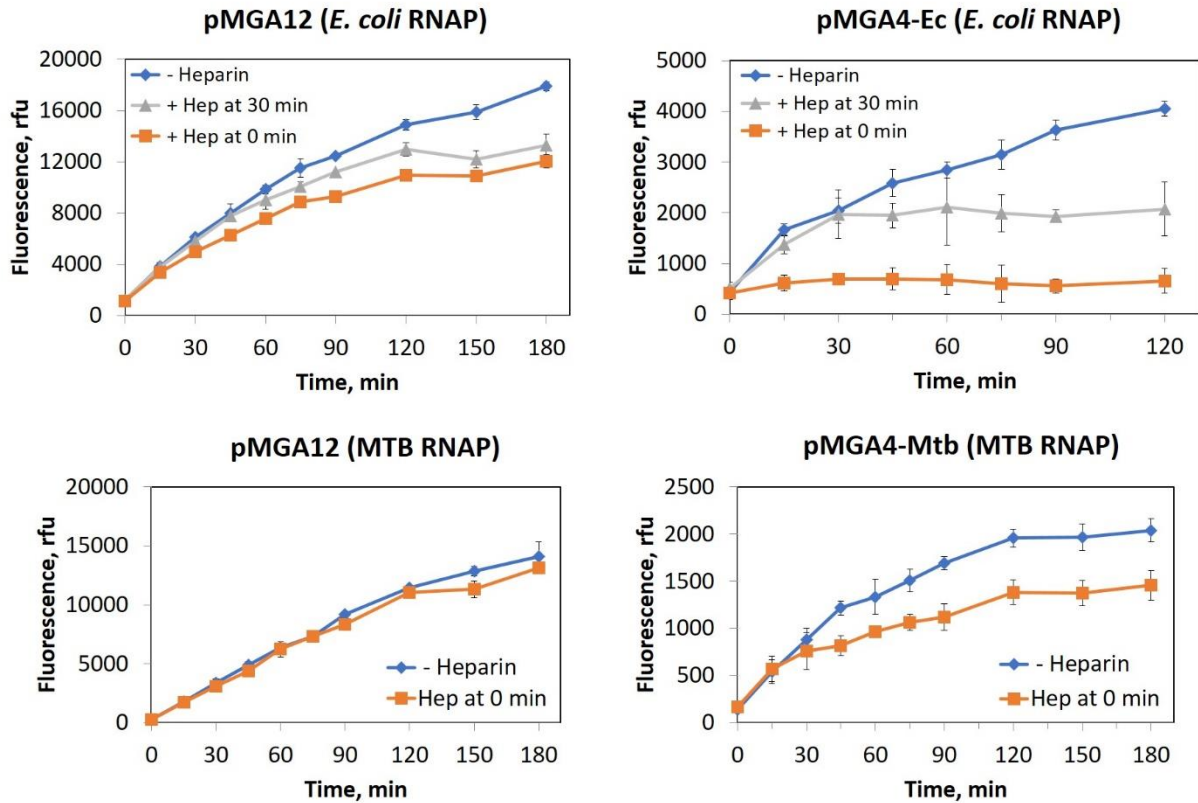 pMGA12 (E. coli RNAP)
20000
16000
12000
8000
4000
0
Fluorescence, rfu
- Heparin
+ Hep at 30 min
+ Hep at 0 min
0 30 60 90 120 150 180
Time, min
pMGA4-Ec (E. coli RNAP)
5000
4000
3000
2000
1000
0
Fluorescence, rfu
- Heparin
+ Hep at 30 min
+ Hep at 0 min
0 30 60 90 120
Time, min
pMGA12 (MTB RNAP)
20000
15000
10000
5000
0
Fluorescence, rfu
- Heparin
Hep at 0 min
0 30 60 90 120 150 180
Time, min
pMGA4-Mtb (MTB RNAP)
2500
2000
1500
1000
500
0
Fluorescence, rfu
- Heparin
Hep at 0 min
0 30 60 90 120 150 180
Time, min